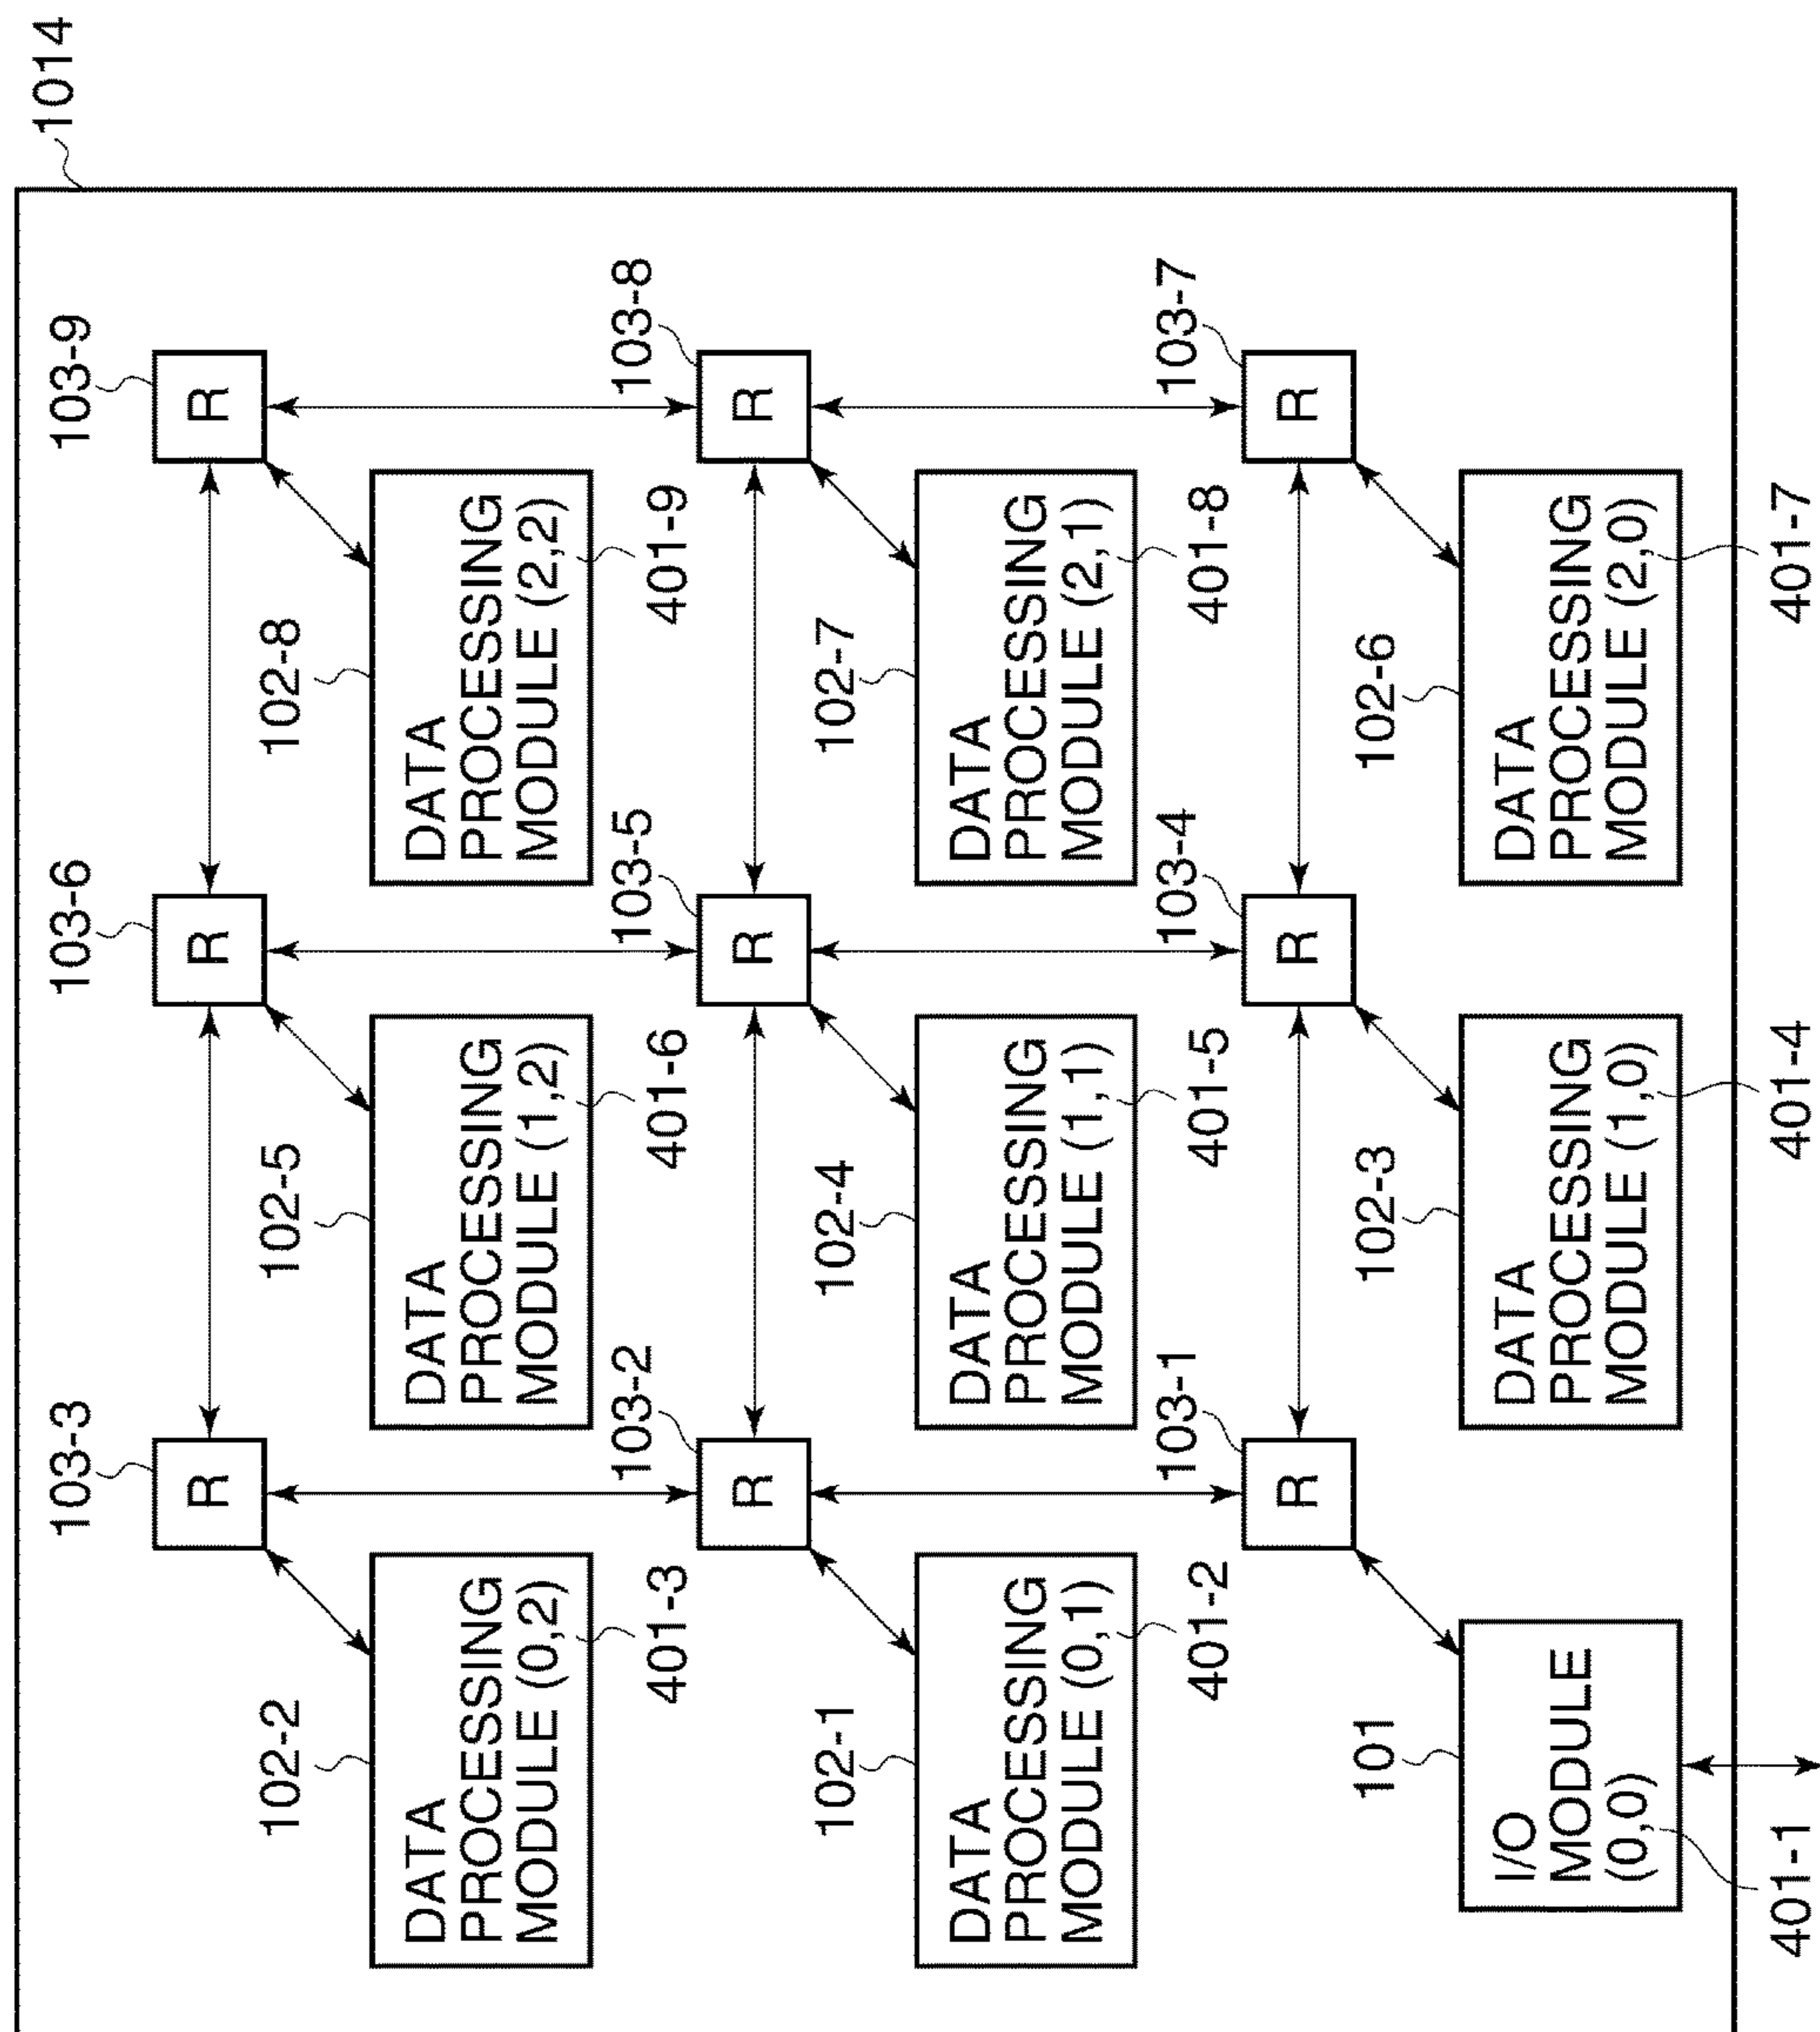 1014
103-3
103-6
103-9
R
R
R
102-2
102-5
102-8
DATA
PROCESSING
MODULE (0,2)
DATA
PROCESSING
MODULE (1,2)
DATA
PROCESSING
MODULE (2,2)
401-3
103-2
401-6
103-5
401-9
103-8
R
R
R
102-1
102-4
102-7
DATA
PROCESSING
MODULE (0,1)
DATA
PROCESSING
MODULE (1,1)
DATA
PROCESSING
MODULE (2,1)
401-2
103-1
401-5
103-4
401-8
103-7
R
R
R
101
102-3
102-6
I/O
MODULE
(0,0)
DATA
PROCESSING
MODULE (1,0)
DATA
PROCESSING
MODULE (2,0)
401-1
401-4
401-7